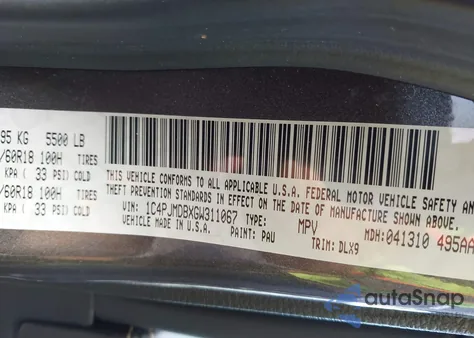 95 KG 5500 LB
/60R18 100H TIRES
KPA ( 33 PSI) COLD
/60R18 100H TIRES
KPA ( 33 PSI) COLD
THIS VEHICLE CONFORMS TO ALL APPLICABLE U.S.A. FEDERAL MOTOR VEHICLE SAFETY AN
THEFT PREVENTION STANDARDS IN EFFECT ON THE DATE OF MANUFACTURE SHOWN ABOVE.
VIN: 1C4PJMDBXGW311067 TYPE: MPV MDH:041310 495AA
VEHICLE MADE IN U.S.A. PAINT: PAU TRIM: DLX9
autoSnap